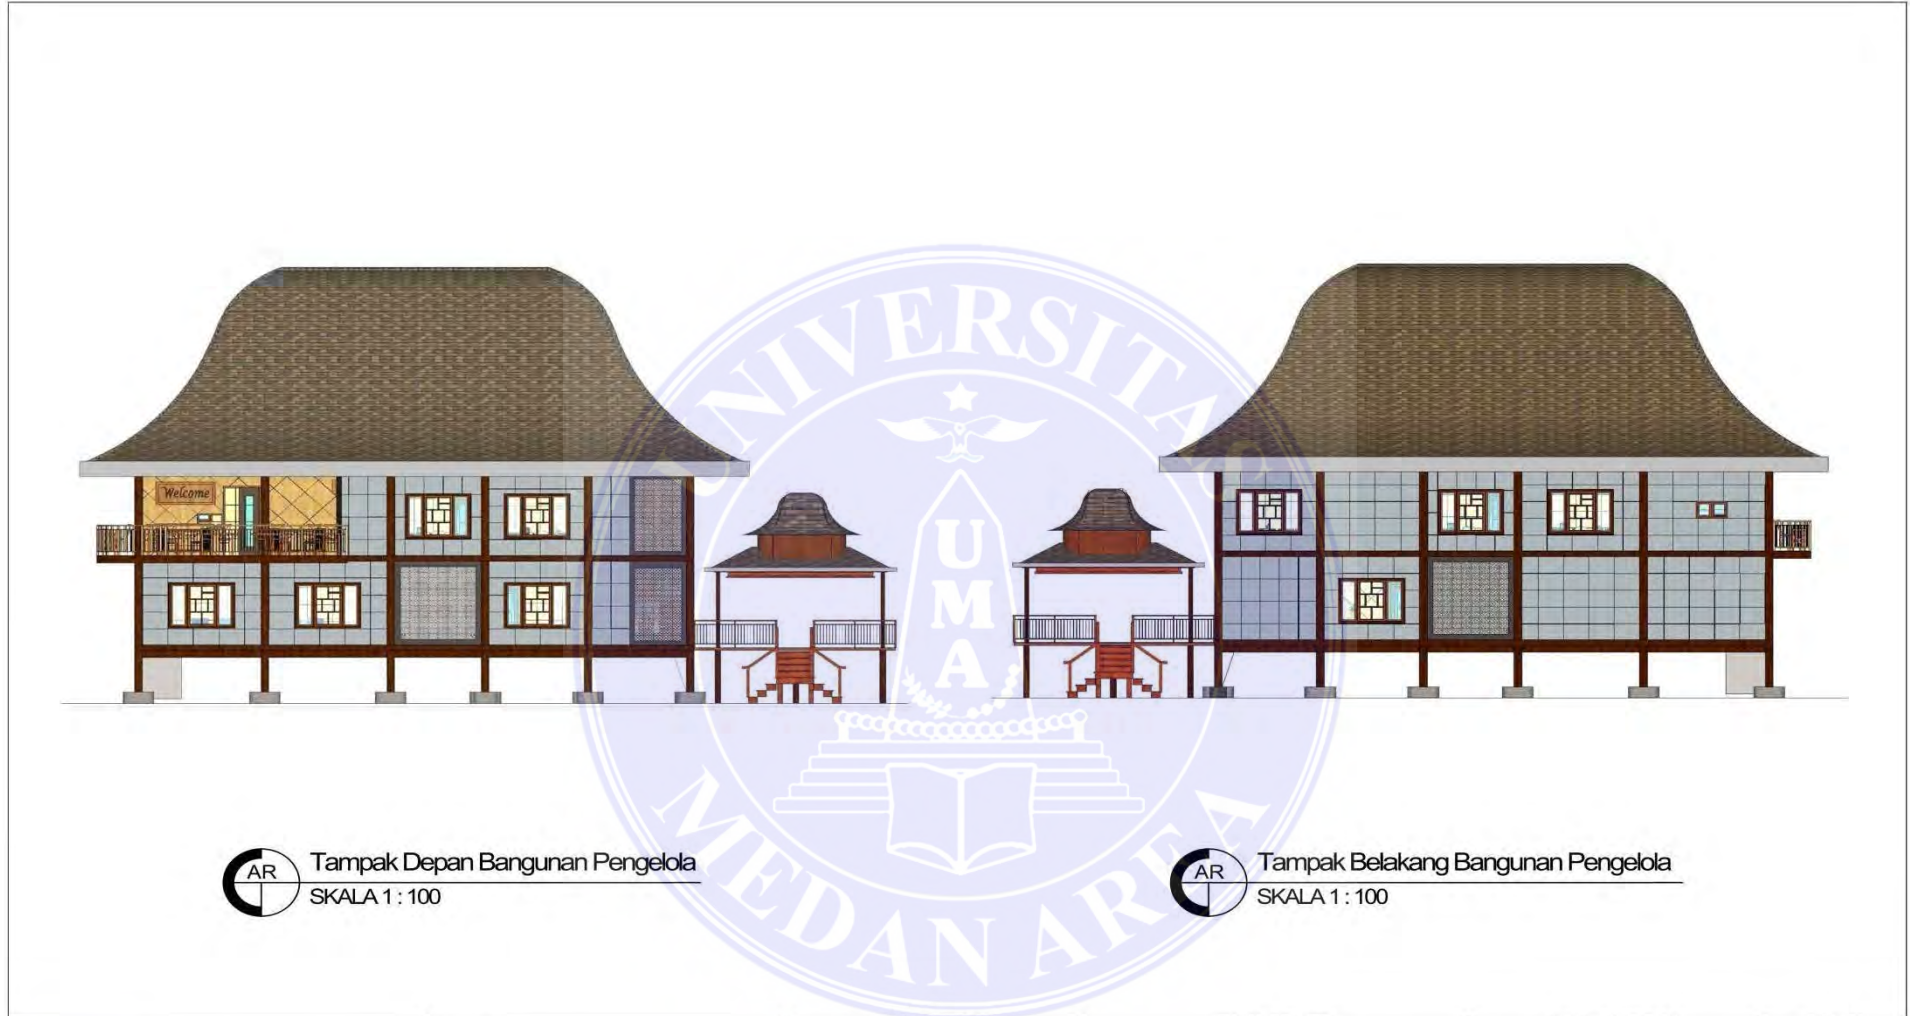 Welcome
UNIVERSITAS
UMA
MEDAN AREA
AR
Tampak Depan Bangunan Pengelola
SKALA 1 : 100
AR
Tampak Belakang Bangunan Pengelola
SKALA 1 : 100